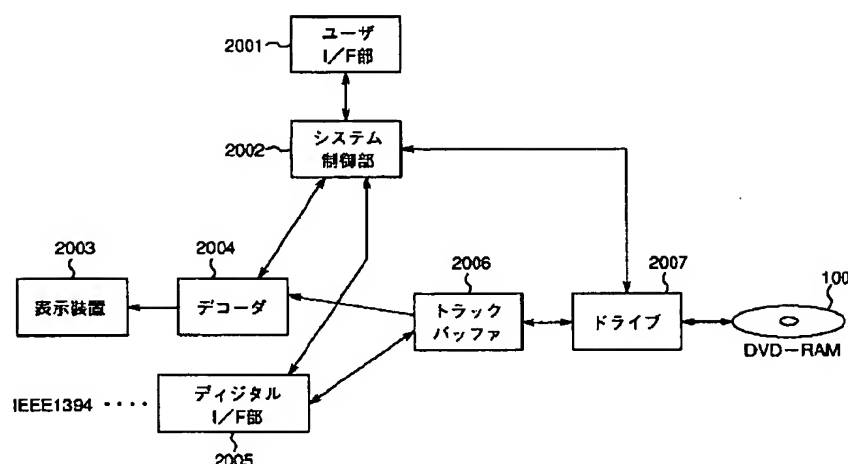 2001
ユーザ
I/F部
2002
システム
制御部
2003
表示装置
2004
デコーダ
2006
トラック
バッファ
2007
ドライブ
100
DVD-RAM
IEEE1394 ・・・・
ディジタル
I/F部
2005